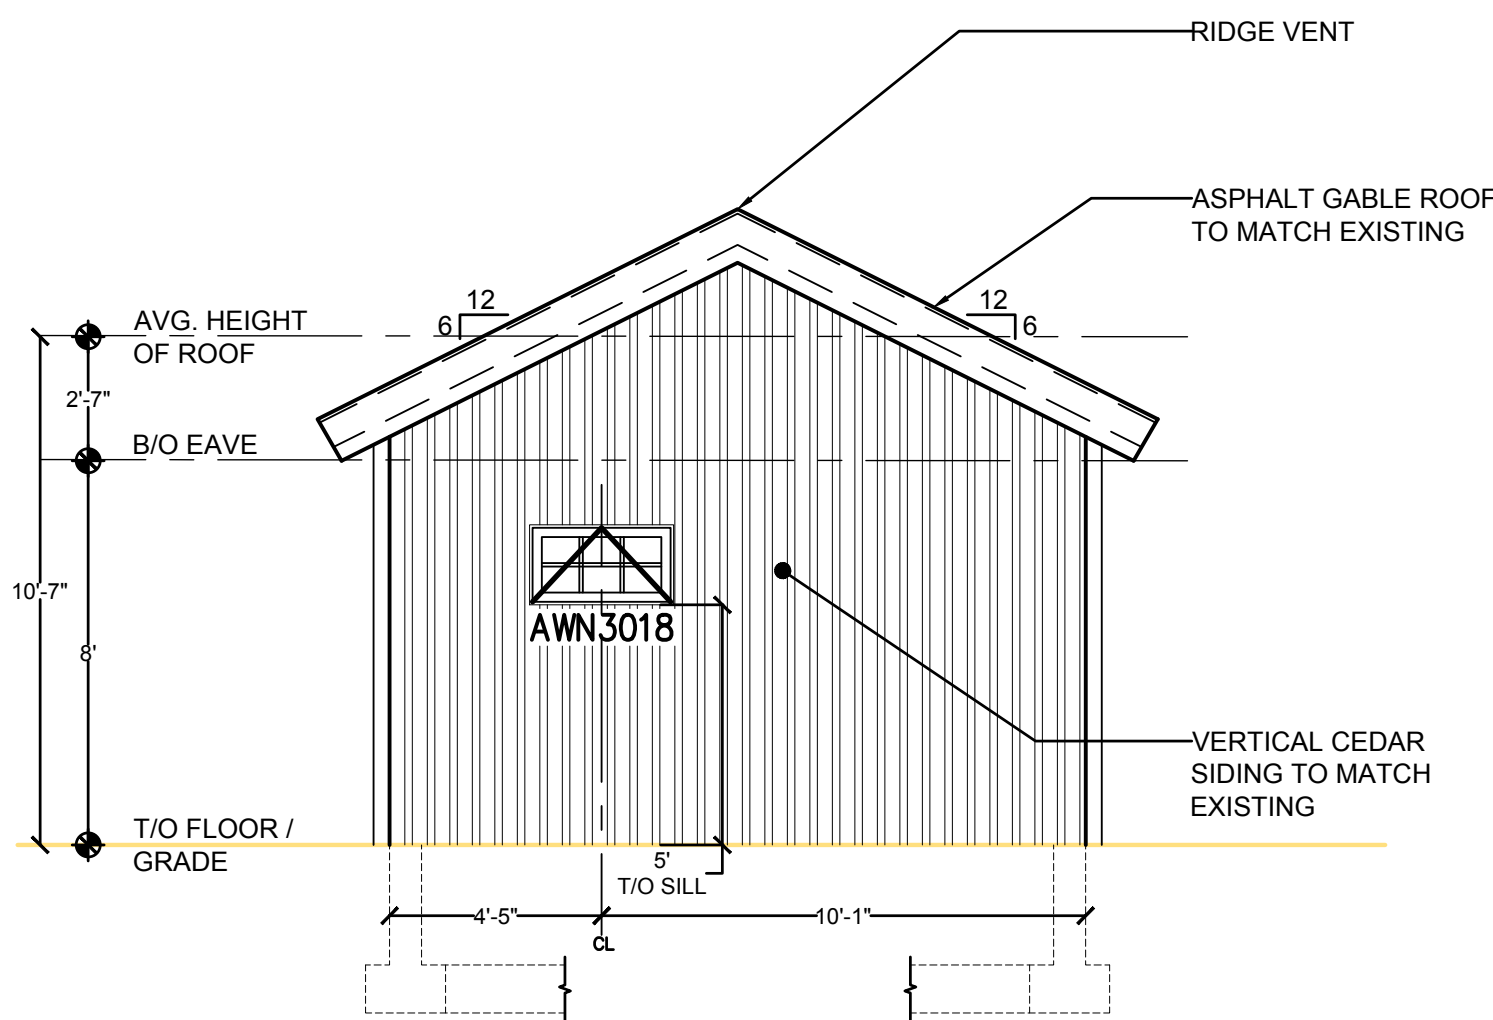 RIDGE VENT
ASPHALT GABLE ROOF
TO MATCH EXISTING
12
6
12
6
AVG. HEIGHT
OF ROOF
2'-7"
B/O EAVE
10'-7"
8'
AWN3018
VERTICAL CEDAR
SIDING TO MATCH
EXISTING
T/O FLOOR /
GRADE
5'
T/O SILL
4'-5"
10'-1"
CL